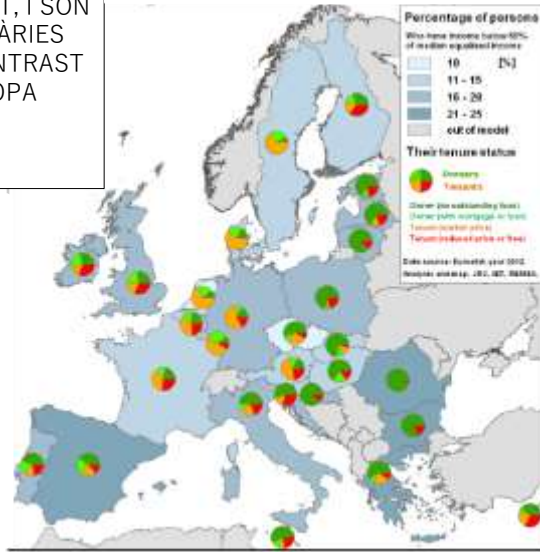 T, I SON
ÀRIES
NTRAST
OPA
Percentage of persons
Who have income below 60%
of median equalised income
10 [%]
11 - 15
16 - 20
21 - 25
out of model
Their tenure status
Owners
Tenants
Owner (no outstanding loan)
Owner (with mortgage or loan)
Tenant (market price)
Tenant (reduced price or free)
Data source: Eurostat year 2012.